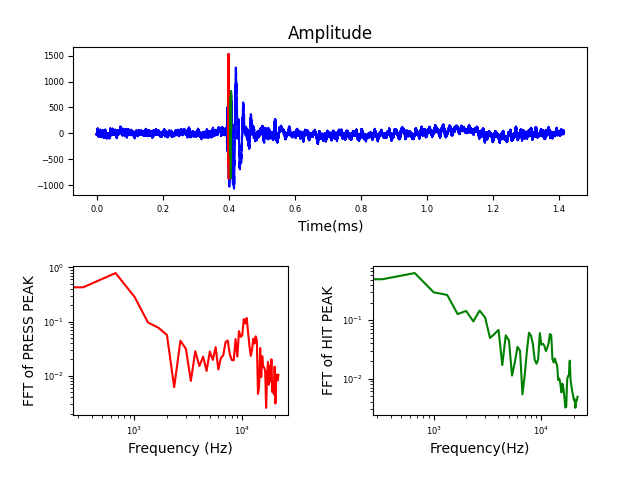 Amplitude
1500
1000
500
0
−500
−1000
0.0 0.2 0.4 0.6 0.8 1.0 1.2 1.4
Time(ms)
FFT of PRESS PEAK
10⁰
10⁻¹
10⁻²
10³ 10⁴
Frequency (Hz)
FFT of HIT PEAK
10⁻¹
10⁻²
10³ 10⁴
Frequency(Hz)